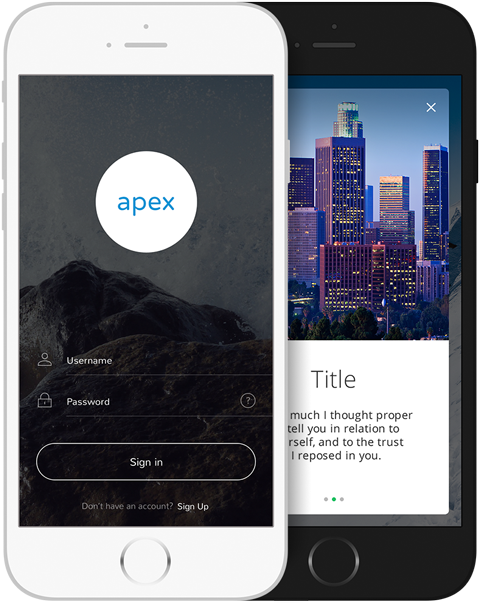 apex
Username
Password
?
Sign in
Don't have an account? Sign Up
Title
much I thought proper
tell you in relation to
rself, and to the trust
I reposed in you.